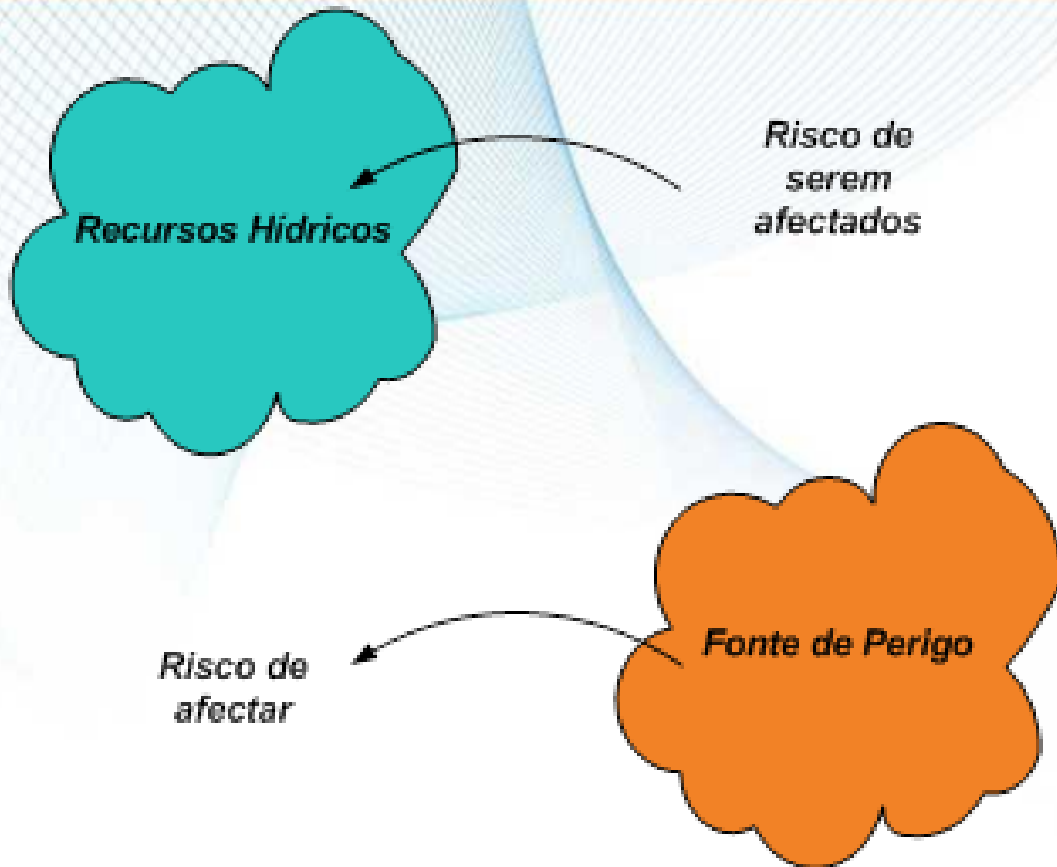 Risco de
serem
afectados
Recursos Hídricos
Fonte de Perigo
Risco de
afectar